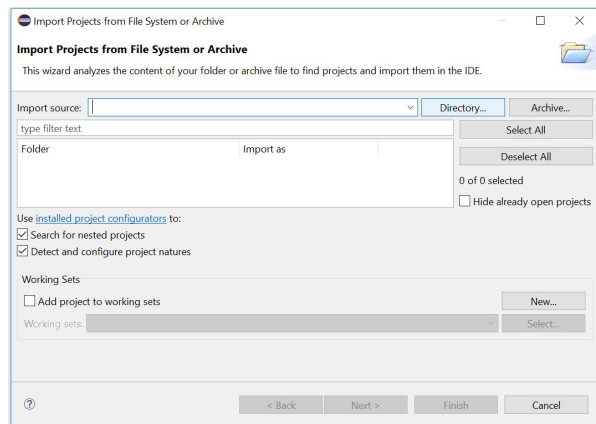 Import Projects from File System or Archive
Import Projects from File System or Archive
This wizard analyzes the content of your folder or archive file to find projects and import them in the IDE.
Import source: Directory... Archive...
type filter text Select All
Folder Import as
Deselect All
0 of 0 selected
Hide already open projects
Use installed project configurators to:
Search for nested projects
Detect and configure project natures
Working Sets
Add project to working sets New...
Working sets: Select...
? < Back Next > Finish Cancel